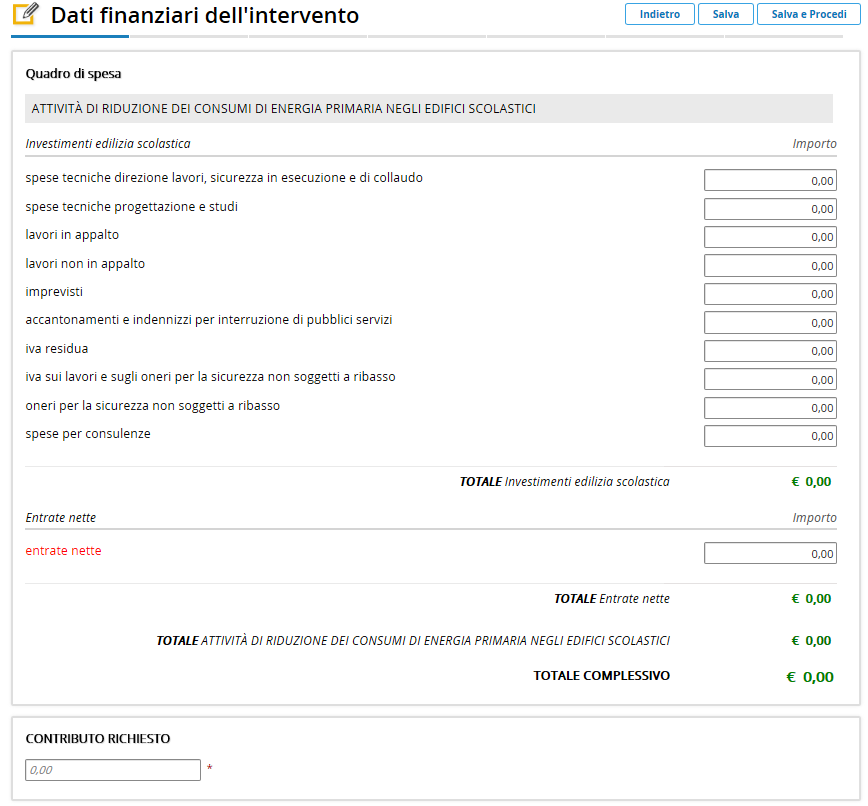 Dati finanziari dell'intervento
Indietro Salva Salva e Procedi
Quadro di spesa
ATTIVITÀ DI RIDUZIONE DEI CONSUMI DI ENERGIA PRIMARIA NEGLI EDIFICI SCOLASTICI
Investimenti edilizia scolastica Importo
spese tecniche direzione lavori, sicurezza in esecuzione e di collaudo 0,00
spese tecniche progettazione e studi 0,00
lavori in appalto 0,00
lavori non in appalto 0,00
imprevisti 0,00
accantonamenti e indennizzi per interruzione di pubblici servizi 0,00
iva residua 0,00
iva sui lavori e sugli oneri per la sicurezza non soggetti a ribasso 0,00
oneri per la sicurezza non soggetti a ribasso 0,00
spese per consulenze 0,00
TOTALE Investimenti edilizia scolastica € 0,00
Entrate nette Importo
entrate nette 0,00
TOTALE Entrate nette € 0,00
TOTALE ATTIVITÀ DI RIDUZIONE DEI CONSUMI DI ENERGIA PRIMARIA NEGLI EDIFICI SCOLASTICI € 0,00
TOTALE COMPLESSIVO € 0,00
CONTRIBUTO RICHIESTO
0,00 *